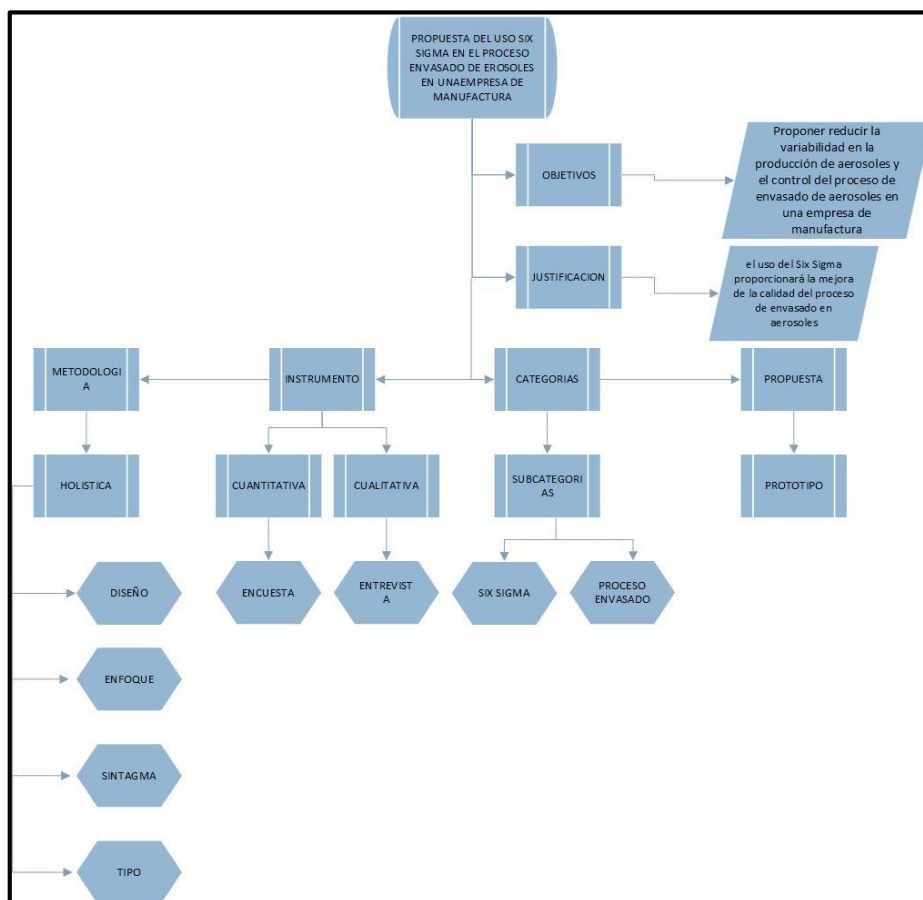 PROPUESTA DEL USO SIX
SIGMA EN EL PROCESO
ENVASADO DE EROSOLES
EN UNAEMPRESA DE
MANUFACTURA
OBJETIVOS
Proponer reducir la
variabilidad en la
producción de aerosoles y
el control del proceso de
envasado de aerosoles en
una empresa de
manufactura
JUSTIFICACION
el uso del Six Sigma
proporcionará la mejora
de la calidad del proceso
de envasado en
aerosoles
METODOLOGI
A
INSTRUMENTO
CATEGORIAS
PROPUESTA
HOLISTICA
CUANTITATIVA
CUALITATIVA
SUBCATEGORI
AS
PROTOTIPO
DISEÑO
ENCUESTA
ENTREVIST
A
SIX SIGMA
PROCESO
ENVASADO
ENFOQUE
SINTAGMA
TIPO